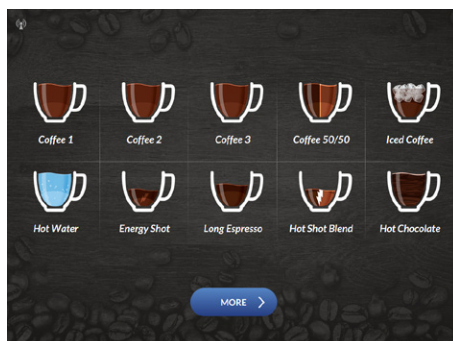 Coffee 1
Coffee 2
Coffee 3
Coffee 50/50
Iced Coffee
Hot Water
Energy Shot
Long Espresso
Hot Shot Blend
Hot Chocolate
MORE